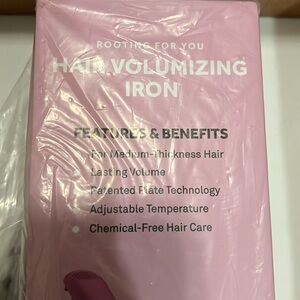 ROOTING FOR YOU
HAIR VOLUMIZING
IRON
FEATURES & BENEFITS
For Medium-Thickness Hair
Lasting Volume
Patented Plate Technology
Adjustable Temperature
Chemical-Free Hair Care